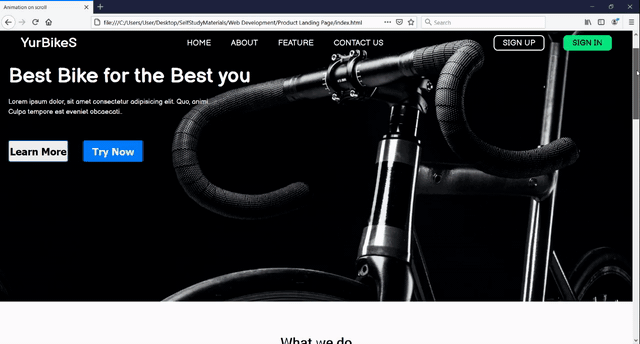 Animation on scroll
file:///C:/Users/User/Desktop/SelfStudyMaterials/Web Development/Product Landing Page/index.html
Search
YurBikeS
HOME ABOUT FEATURE CONTACT US
SIGN UP SIGN IN
Best Bike for the Best you
Lorem ipsum dolor, sit amet consectetur adipisicing elit. Quo, animi.
Culpa tempore est eveniet obcaecati.
Learn More Try Now
What we do